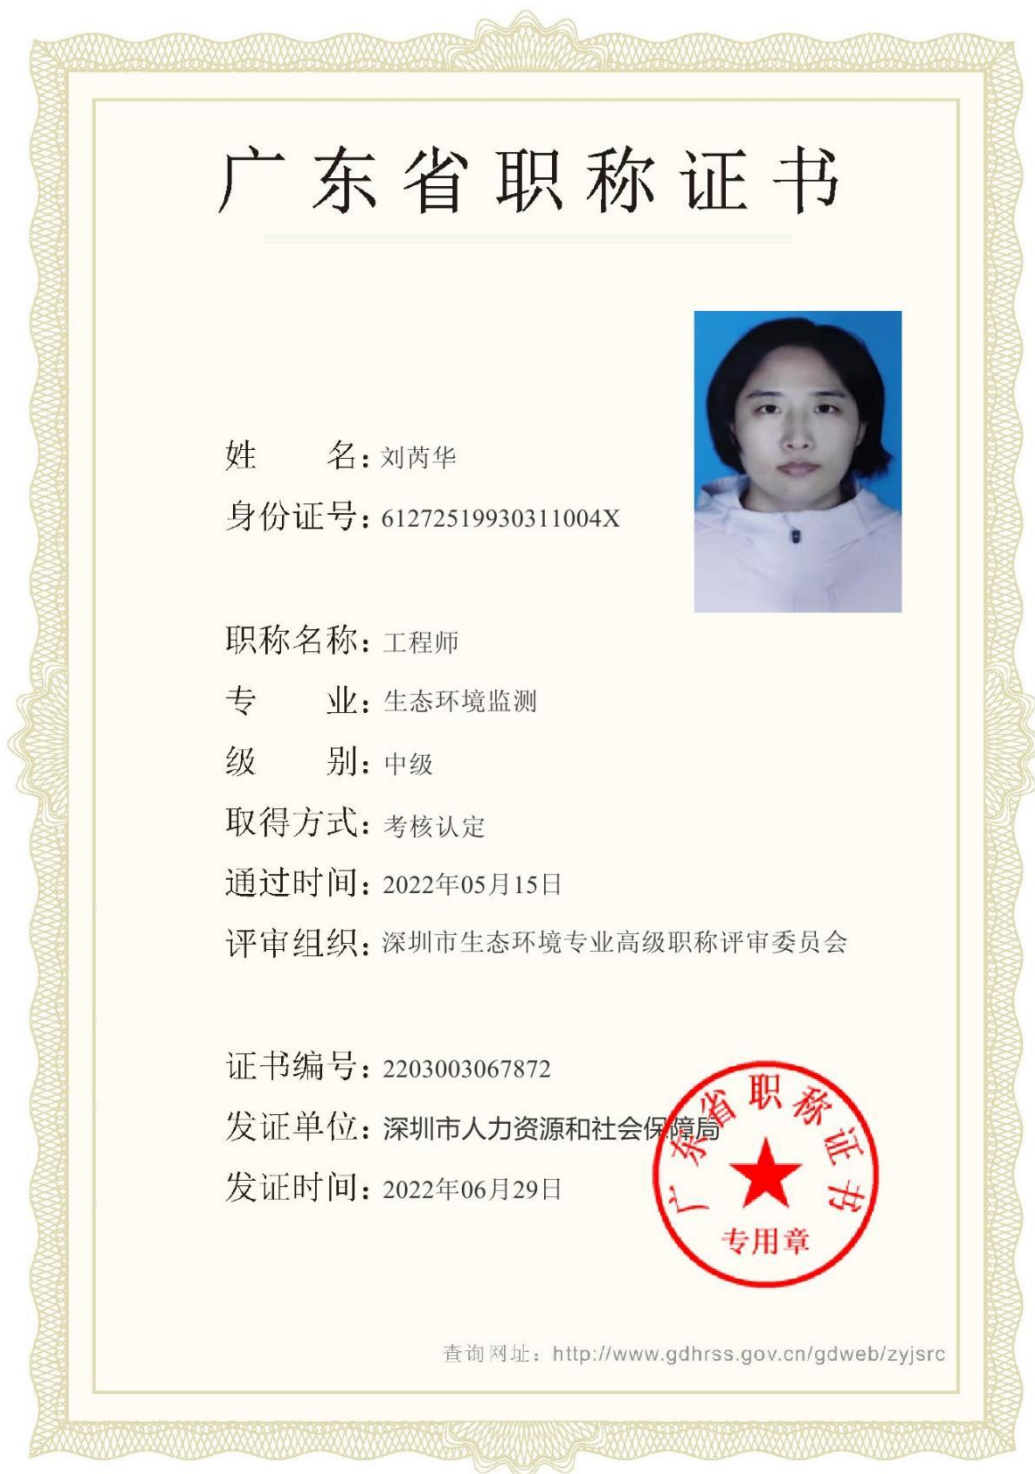 广东省职称证书
姓 名：刘芮华
身份证号：61272519930311004X
职称名称：工程师
专 业：生态环境监测
级 别：中级
取得方式：考核认定
通过时间：2022年05月15日
评审组织：深圳市生态环境专业高级职称评审委员会
证书编号：2203003067872
发证单位：深圳市人力资源和社会保障局
发证时间：2022年06月29日
广东省职称证书
专用章
查询网址：http://www.gdhrss.gov.cn/gdweb/zyjsrc